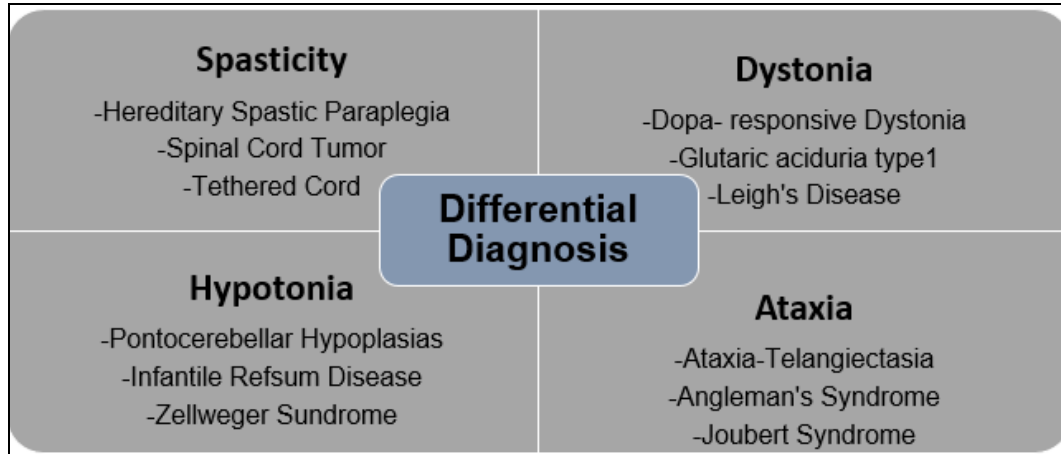 Spasticity
-Hereditary Spastic Paraplegia
-Spinal Cord Tumor
-Tethered Cord
Dystonia
-Dopa- responsive Dystonia
-Glutaric aciduria type1
-Leigh's Disease
Differential
Diagnosis
Hypotonia
-Pontocerebellar Hypoplasias
-Infantile Refsum Disease
-Zellweger Sundrome
Ataxia
-Ataxia-Telangiectasia
-Angleman's Syndrome
-Joubert Syndrome